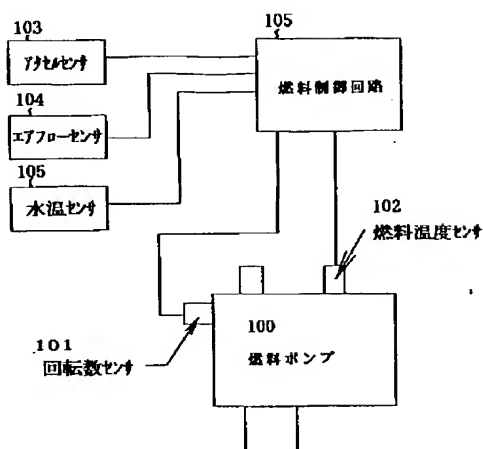 103
アクセルセンサ
104
エアフローセンサ
105
水温センサ
105
燃料制御回路
102
燃料温度センサ
101
回転数センサ
100
燃料ポンプ